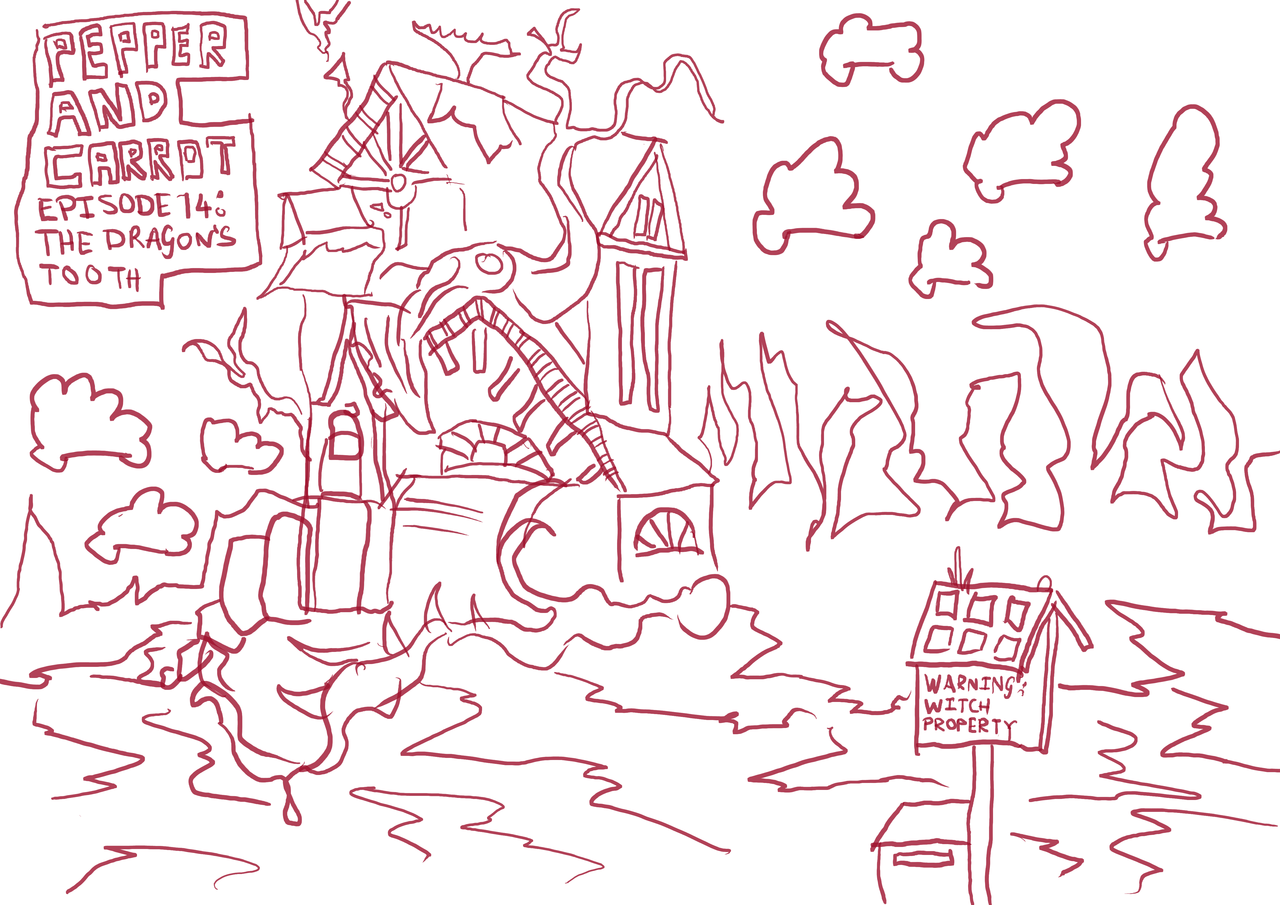 PEPPER
AND
CARROT
EPISODE 14:
THE DRAGON'S
TOOTH
WARNING:
WITCH
PROPERTY